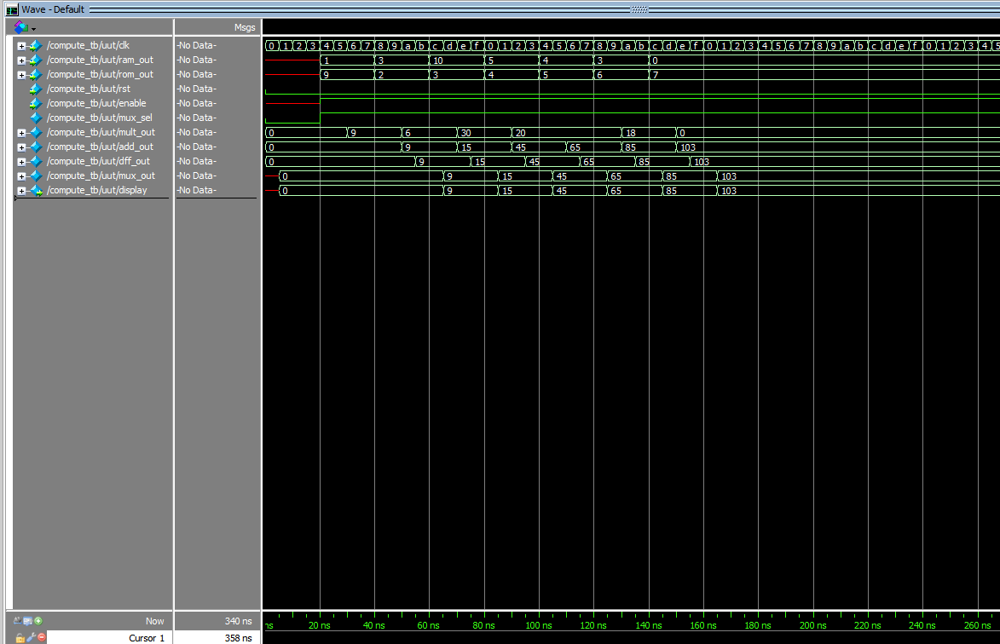 Wave - Default
Msgs
/compute_tb/uut/clk -No Data- 0 1 2 3 4 5 6 7 8 9 a b c d e f 0 1 2 3 4 5 6 7 8 9 a b c d e f 0 1 2 3 4 5 6 7 8 9 a b c d e f 0 1 2 3 4 5
/compute_tb/uut/ram_out -No Data- 1 3 10 5 4 3 0
/compute_tb/uut/rom_out -No Data- 9 2 3 4 5 6 7
/compute_tb/uut/rst -No Data-
/compute_tb/uut/enable -No Data-
/compute_tb/uut/mux_sel -No Data-
/compute_tb/uut/mult_out -No Data- 0 9 6 30 20 18 0
/compute_tb/uut/add_out -No Data- 0 9 15 45 65 85 103
/compute_tb/uut/dff_out -No Data- 0 9 15 45 65 85 103
/compute_tb/uut/mux_out -No Data- 0 9 15 45 65 85 103
/compute_tb/uut/display -No Data- 0 9 15 45 65 85 103
Now 340 ns ns 20 ns 40 ns 60 ns 80 ns 100 ns 120 ns 140 ns 160 ns 180 ns 200 ns 220 ns 240 ns 260 ns
Cursor 1 358 ns